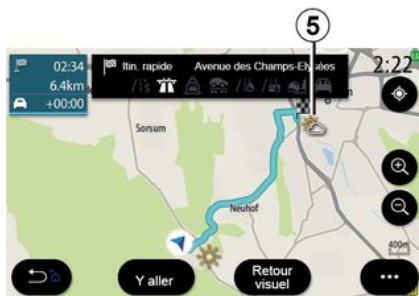 5
02:34
6.4km
+00:00
Itin. rapide Avenue des Champs-Elysées
2:22
Sorsum
Neuhof
400m
Y aller
Retour
visuel